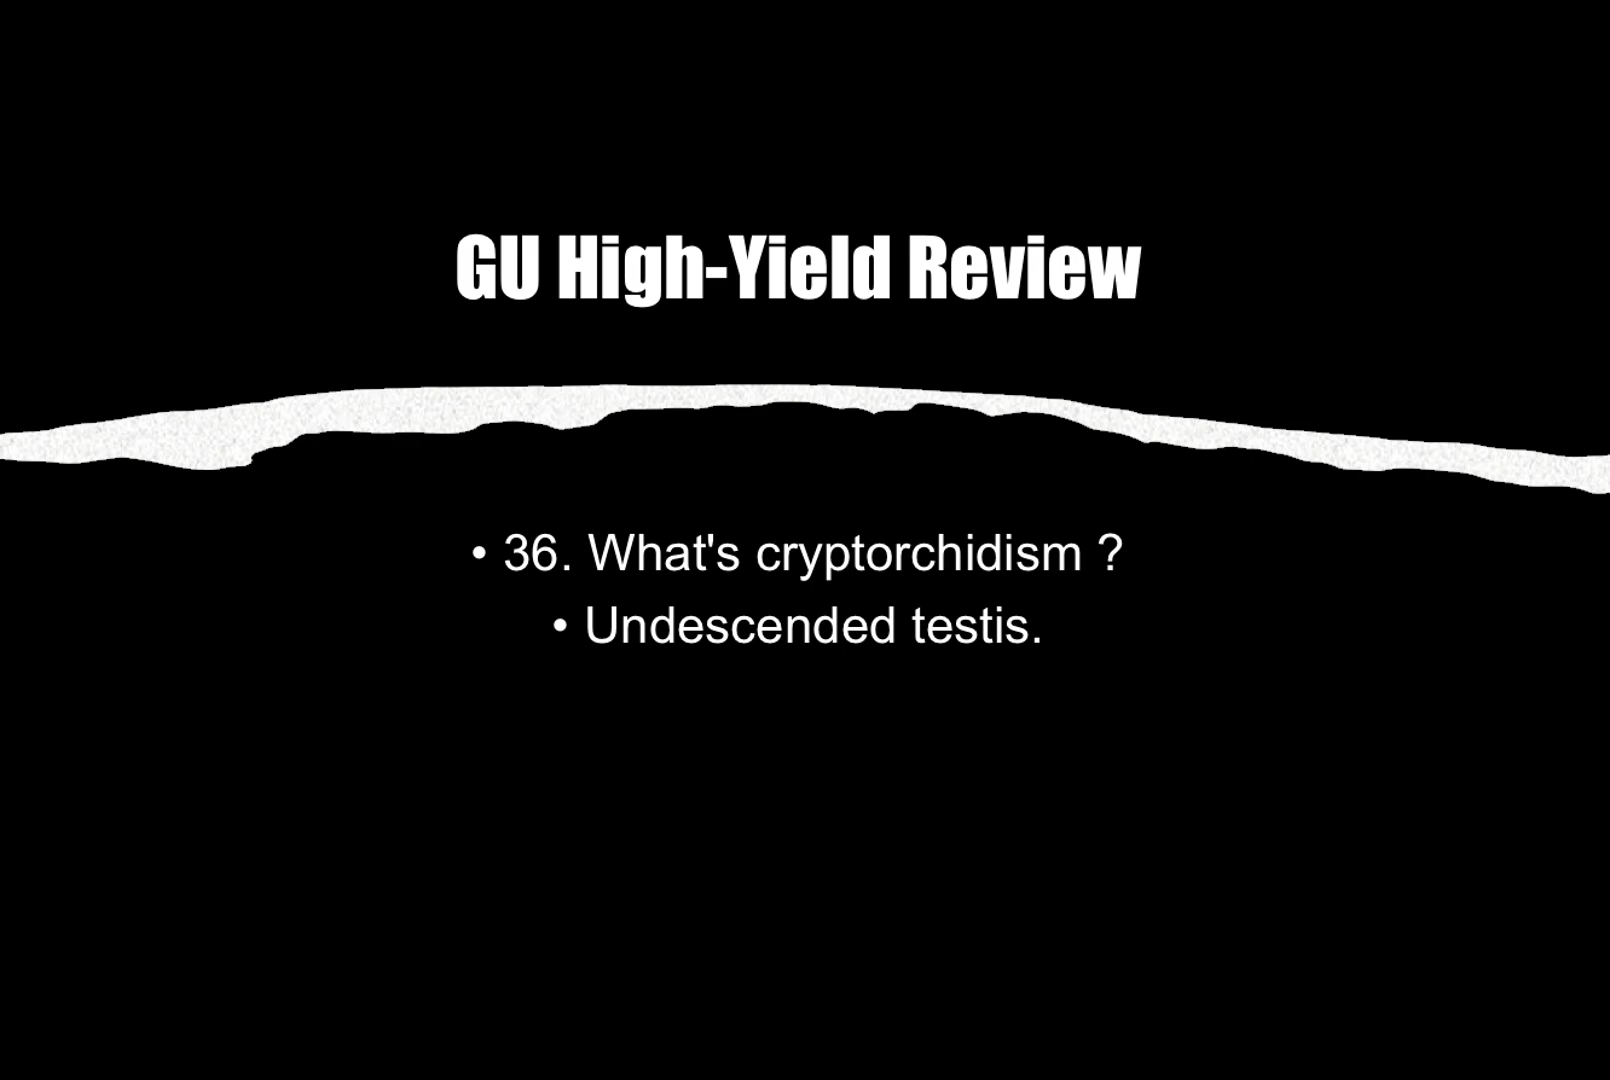 GU High-Yield Review
• 36. What's cryptorchidism ?
• Undescended testis.